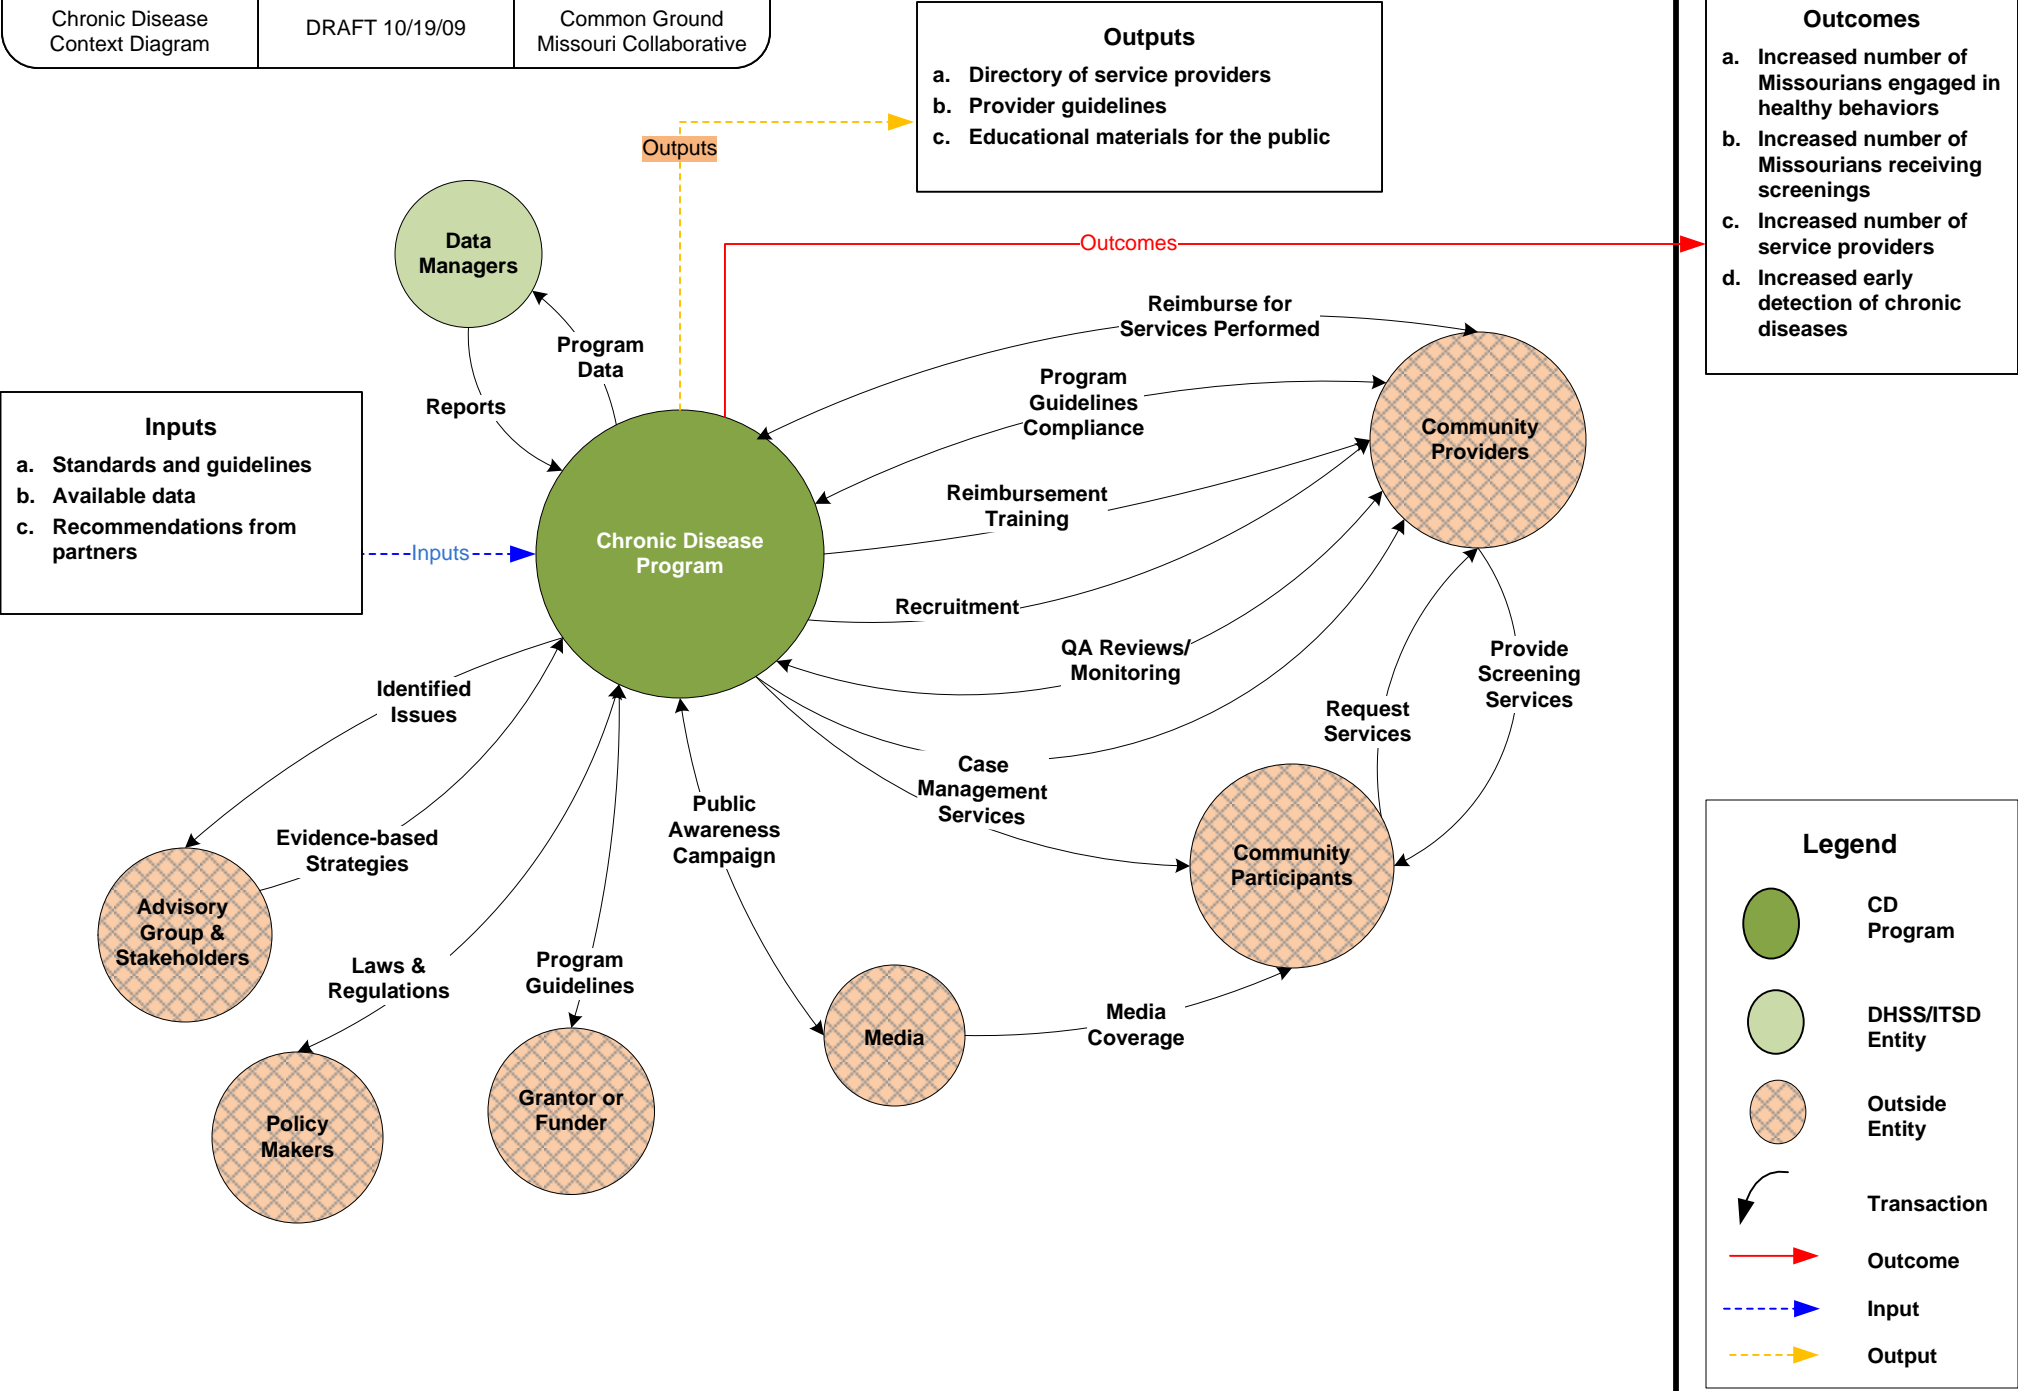 Chronic Disease
Context Diagram
DRAFT 10/19/09
Common Ground
Missouri Collaborative
Outputs
a. Directory of service providers
b. Provider guidelines
c. Educational materials for the public
Outcomes
a. Increased number of
Missourians engaged in
healthy behaviors
b. Increased number of
Missourians receiving
screenings
c. Increased number of
service providers
d. Increased early
detection of chronic
diseases
Outputs
Outcomes
Data
Managers
Program
Data
Reports
Reimburse for
Services Performed
Program
Guidelines
Compliance
Community
Providers
Inputs
a. Standards and guidelines
b. Available data
c. Recommendations from
partners
Inputs
Chronic Disease
Program
Reimbursement
Training
Recruitment
QA Reviews/
Monitoring
Provide
Screening
Services
Request
Services
Identified
Issues
Case
Management
Services
Public
Awareness
Campaign
Evidence-based
Strategies
Community
Participants
Advisory
Group &
Stakeholders
Laws &
Regulations
Program
Guidelines
Media
Media
Coverage
Policy
Makers
Grantor or
Funder
Legend
CD
Program
DHSS/ITSD
Entity
Outside
Entity
Transaction
Outcome
Input
Output